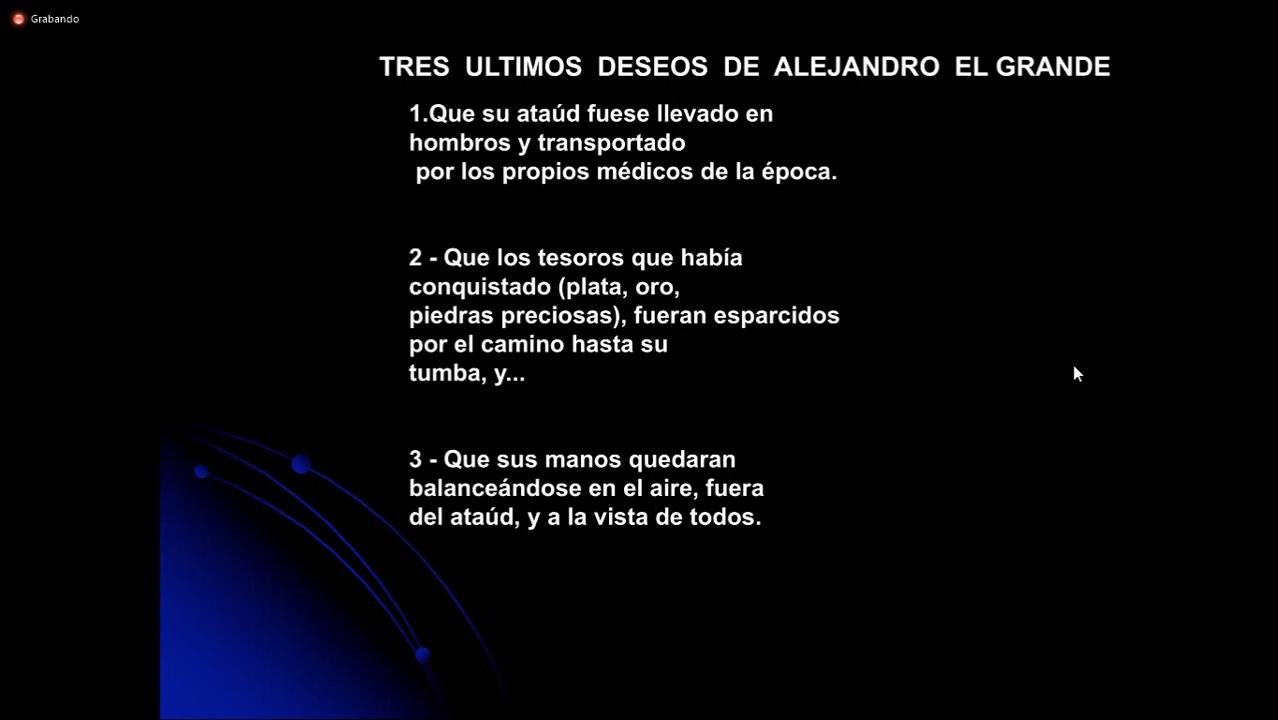 Grabando
TRES ULTIMOS DESEOS DE ALEJANDRO EL GRANDE
1.Que su ataúd fuese llevado en
hombros y transportado
por los propios médicos de la época.
2 - Que los tesoros que había
conquistado (plata, oro,
piedras preciosas), fueran esparcidos
por el camino hasta su
tumba, y...
3 - Que sus manos quedaran
balanceándose en el aire, fuera
del ataúd, y a la vista de todos.